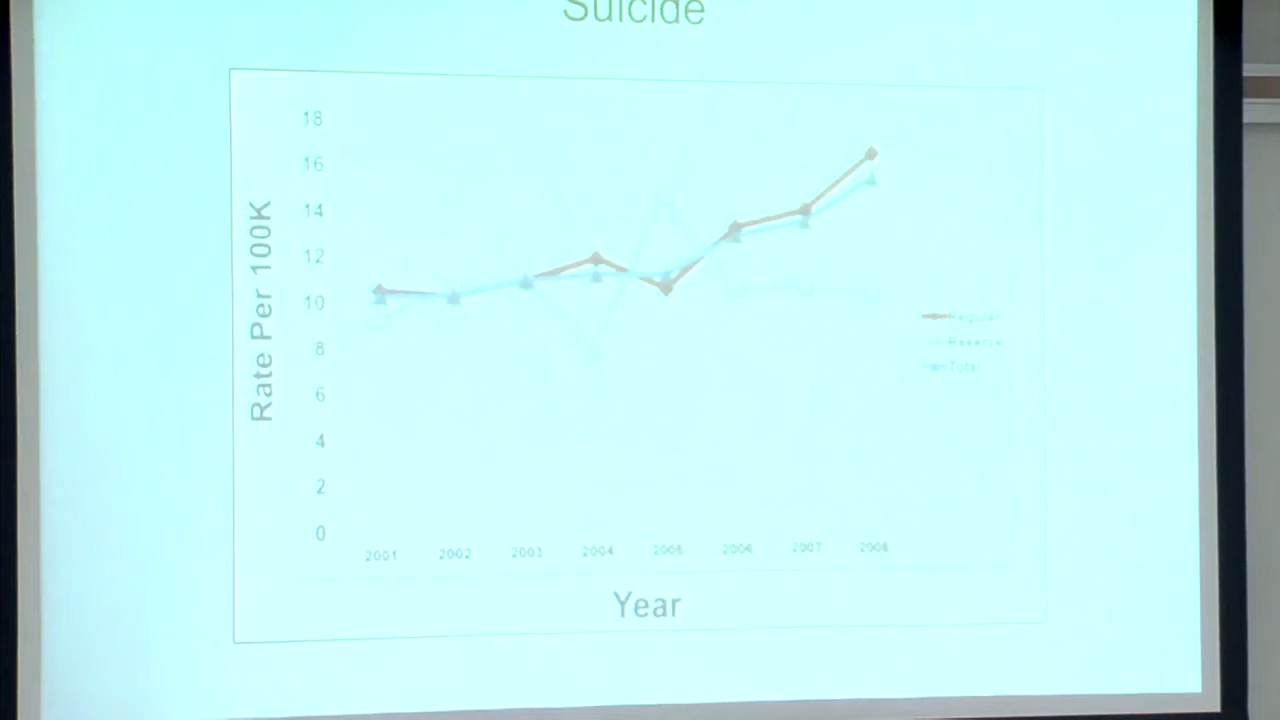 Suicide
18
16
14
12
10
8
6
4
2
0
Rate Per 100K
2001 2002 2003 2004 2005 2006 2007 2008
Year
Regular
Reserve
Total